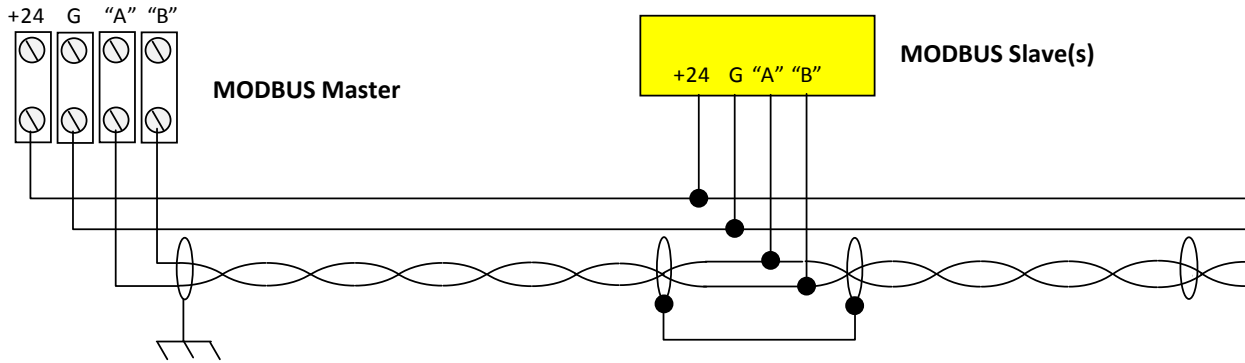 +24 G “A” “B”
MODBUS Master
MODBUS Slave(s)
+24 G “A” “B”